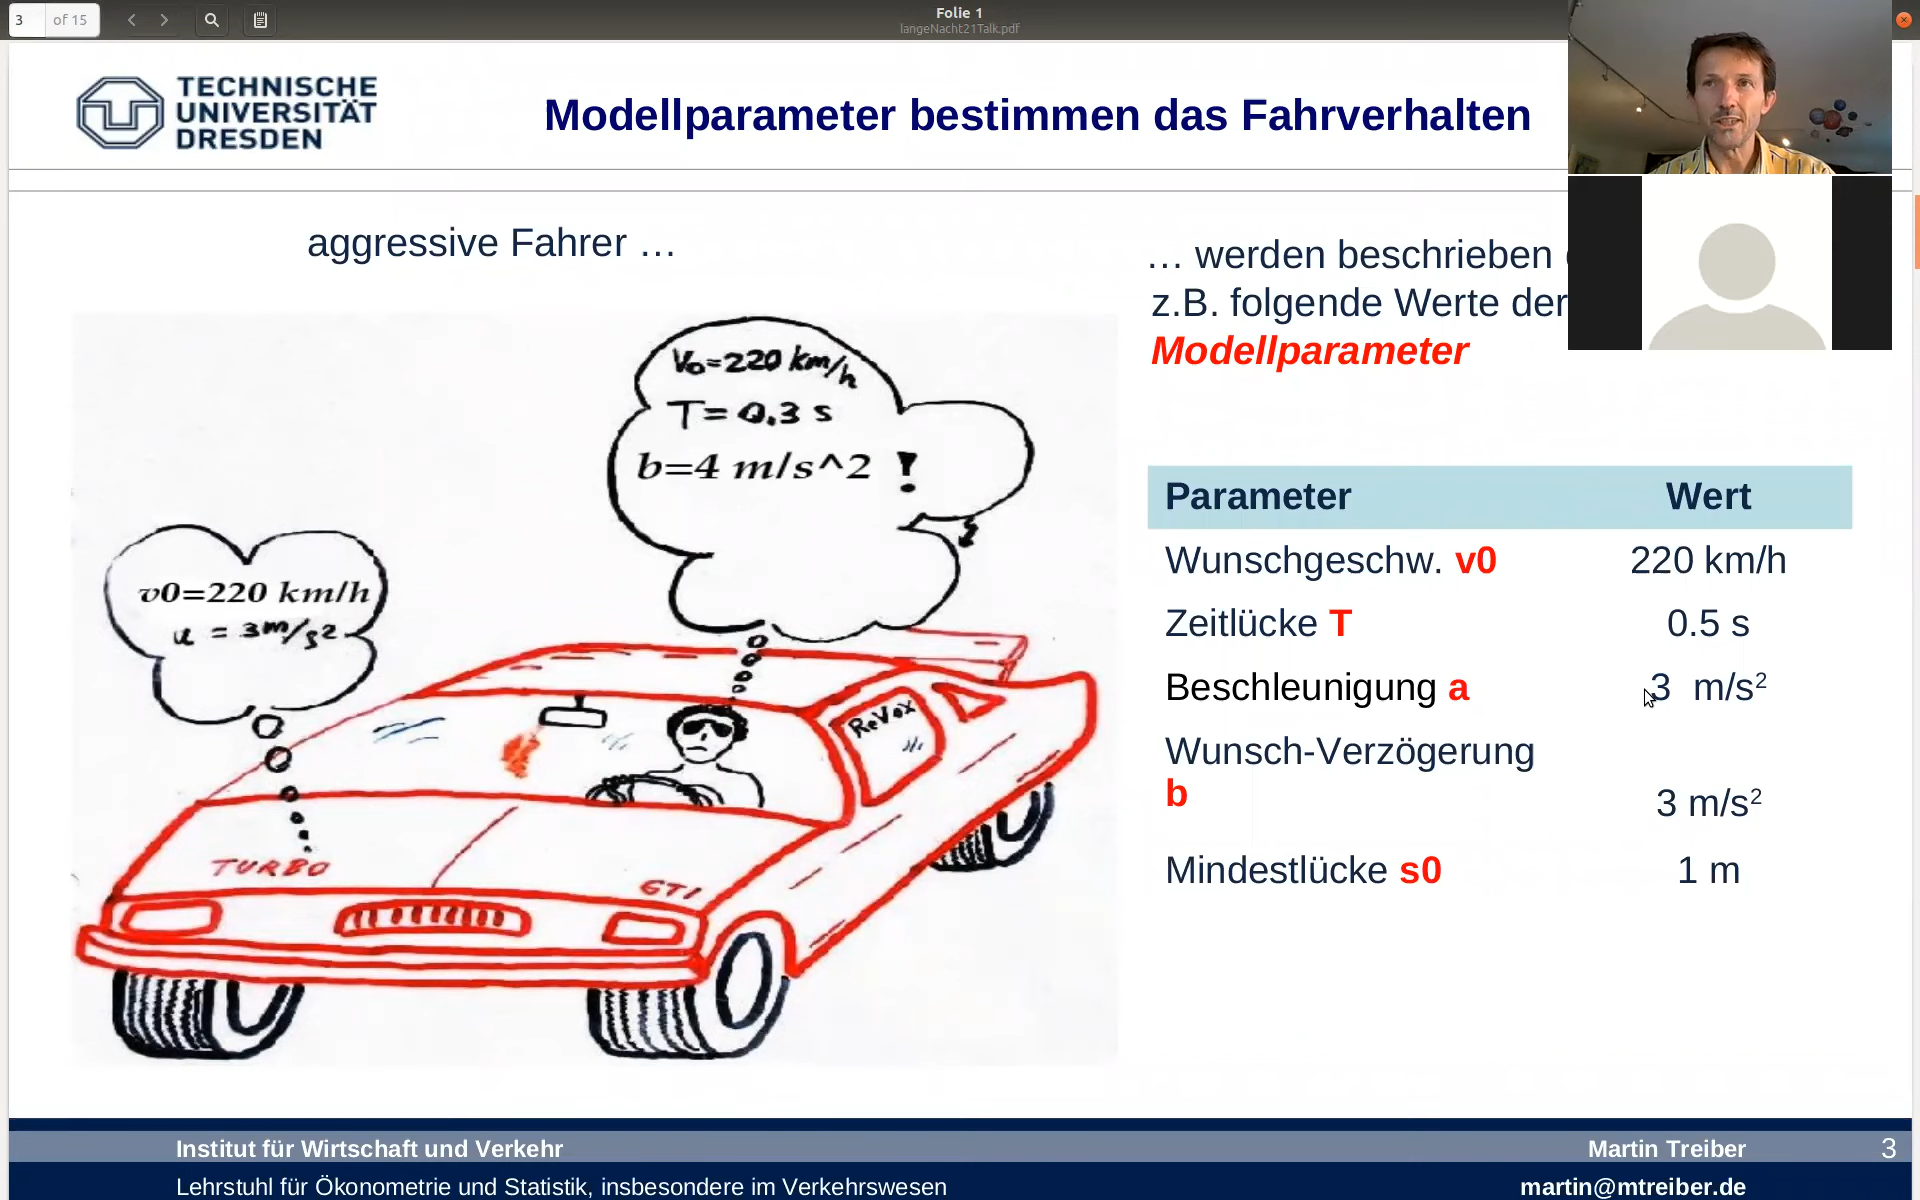 3 of 15
Folie 1
langeNacht21Talk.pdf
TECHNISCHE
UNIVERSITÄT
DRESDEN
Modellparameter bestimmen das Fahrverhalten
aggressive Fahrer …
… werden beschrieben
z.B. folgende Werte der
Modellparameter
V0=220 km/h
T= 0.3 s
b=4 m/s^2 !
v0=220 km/h
a = 3m/s2
ReVox
TURBO
GTI
Parameter Wert
Wunschgeschw. v0 220 km/h
Zeitlücke T 0.5 s
Beschleunigung a 3 m/s²
Wunsch-Verzögerung
b 3 m/s²
Mindestlücke s0 1 m
Institut für Wirtschaft und Verkehr
Martin Treiber 3
Lehrstuhl für Ökonometrie und Statistik, insbesondere im Verkehrswesen
martin@mtreiber.de